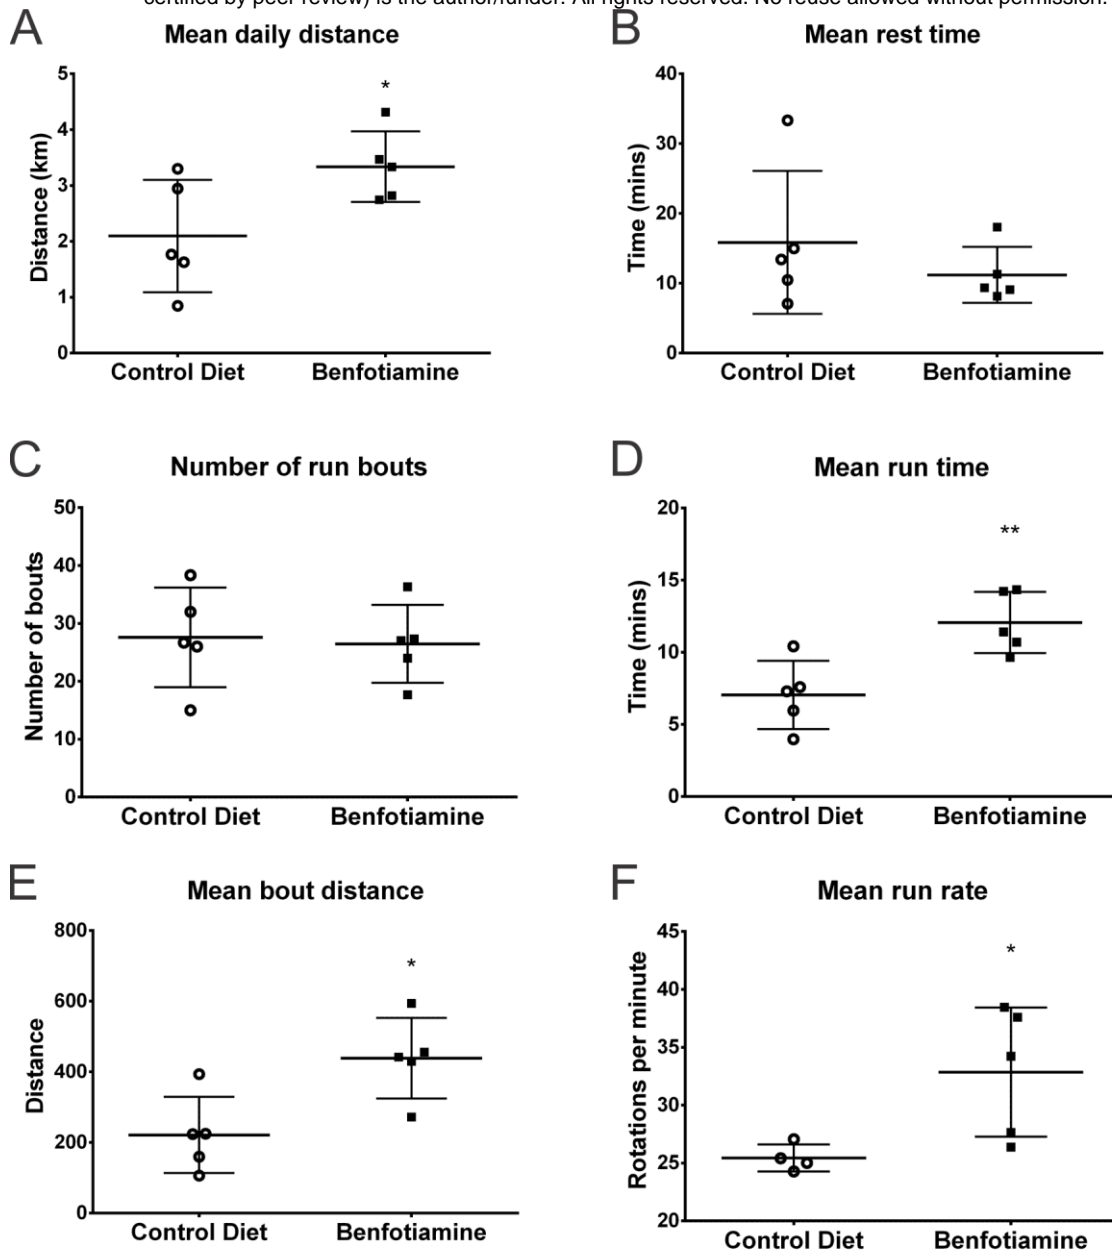 certified by peer review) is the author/funder. All rights reserved. No reuse allowed without permission.
A
Mean daily distance
Distance (km)
5
4
3
2
1
0
*
Control Diet
Benfotiamine
B
Mean rest time
Time (mins)
40
30
20
10
0
Control Diet
Benfotiamine
C
Number of run bouts
Number of bouts
50
40
30
20
10
0
Control Diet
Benfotiamine
D
Mean run time
Time (mins)
20
15
10
5
0
**
Control Diet
Benfotiamine
E
Mean bout distance
Distance
800
600
400
200
0
*
Control Diet
Benfotiamine
F
Mean run rate
Rotations per minute
45
40
35
30
25
20
*
Control Diet
Benfotiamine